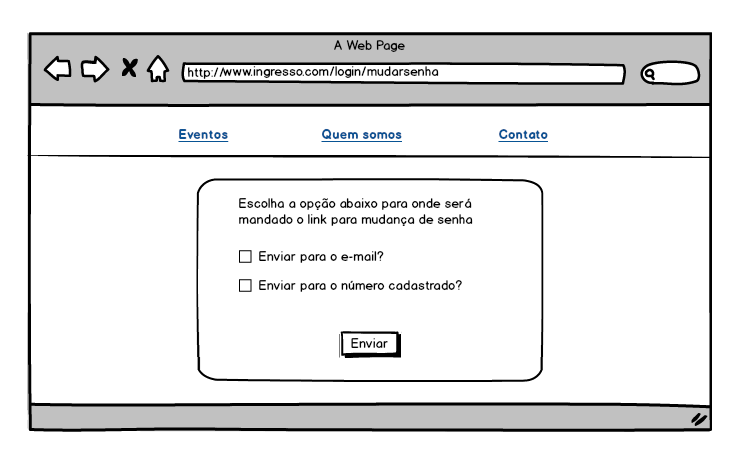 A Web Page
http://www.ingresso.com/login/mudarsenha
Eventos Quem somos Contato
Escolha a opção abaixo para onde será
mandado o link para mudança de senha
Enviar para o e-mail?
Enviar para o número cadastrado?
Enviar